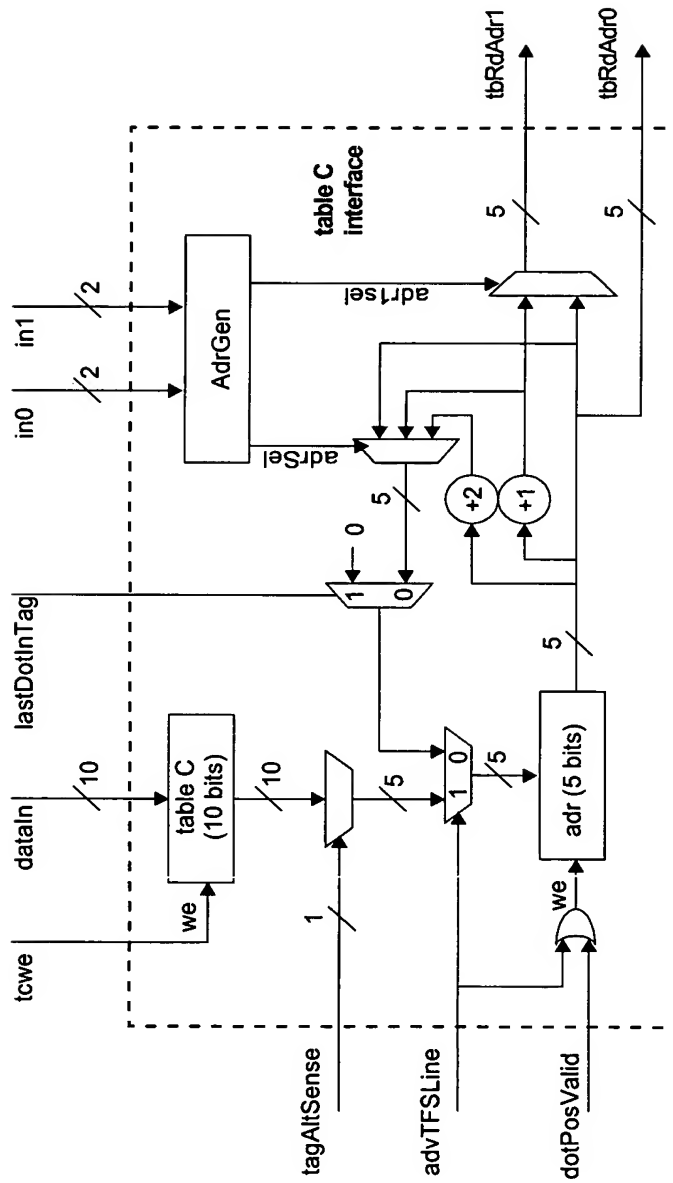 tcwe
dataIn
lastDotInTag
in0
in1
10
2
2
we
table C
(10 bits)
AdrGen
table C
interface
10
adrSel
adr1sel
tagAltSense
1
5
1
0
0
5
5
tbRdAdr1
advTFSLine
1 0
5
+2
+1
5
tbRdAdr0
we
adr (5 bits)
5
dotPosValid